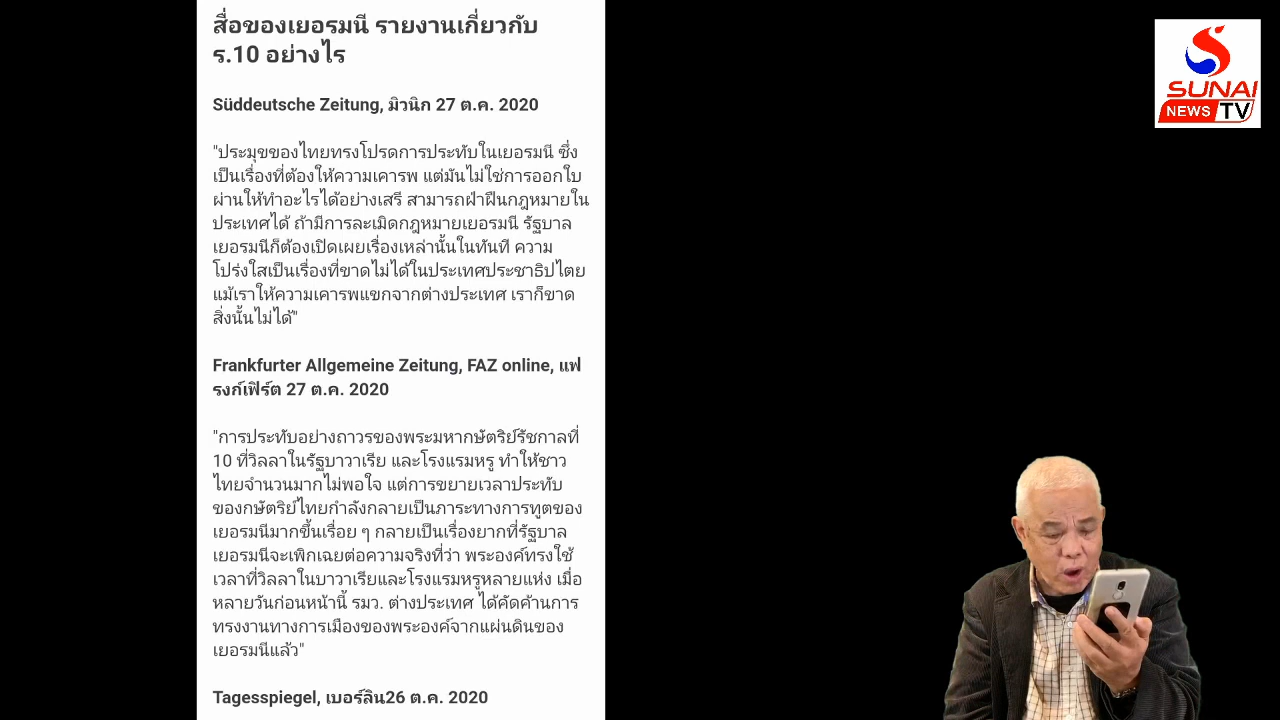 สื่อของเยอรมนี รายงานเกี่ยวกับ
ร.10 อย่างไร
Süddeutsche Zeitung, มิวนิก 27 ต.ค. 2020
"ประมุขของไทยทรงโปรดการประทับในเยอรมนี ซึ่ง
เป็นเรื่องที่ต้องให้ความเคารพ แต่มันไม่ใช่การออกใบ
ผ่านให้ทำอะไรได้อย่างเสรี สามารถฝ่าฝืนกฎหมายใน
ประเทศได้ ถ้ามีการละเมิดกฎหมายเยอรมนี รัฐบาล
เยอรมนีก็ต้องเปิดเผยเรื่องเหล่านั้นในทันที ความ
โปร่งใสเป็นเรื่องที่ขาดไม่ได้ในประเทศประชาธิปไตย
แม้เราให้ความเคารพแขกจากต่างประเทศ เราก็ขาด
สิ่งนั้นไม่ได้"
Frankfurter Allgemeine Zeitung, FAZ online, แฟ
รงก์เฟิร์ต 27 ต.ค. 2020
"การประทับอย่างถาวรของพระมหากษัตริย์รัชกาลที่
10 ที่วิลลาในรัฐบาวาเรีย และโรงแรมหรู ทำให้ชาว
ไทยจำนวนมากไม่พอใจ แต่การขยายเวลาประทับ
ของกษัตริย์ไทยกำลังกลายเป็นภาระทางการทูตของ
เยอรมนีมากขึ้นเรื่อย ๆ กลายเป็นเรื่องยากที่รัฐบาล
เยอรมนีจะเพิกเฉยต่อความจริงที่ว่า พระองค์ทรงใช้
เวลาที่วิลลาในบาวาเรียและโรงแรมหรูหลายแห่ง เมื่อ
หลายวันก่อนหน้านี้ รมว. ต่างประเทศ ได้คัดค้านการ
ทรงงานทางการเมืองของพระองค์จากแผ่นดินของ
เยอรมนีแล้ว"
Tagesspiegel, เบอร์ลิน26 ต.ค. 2020
SUNAI
NEWS TV